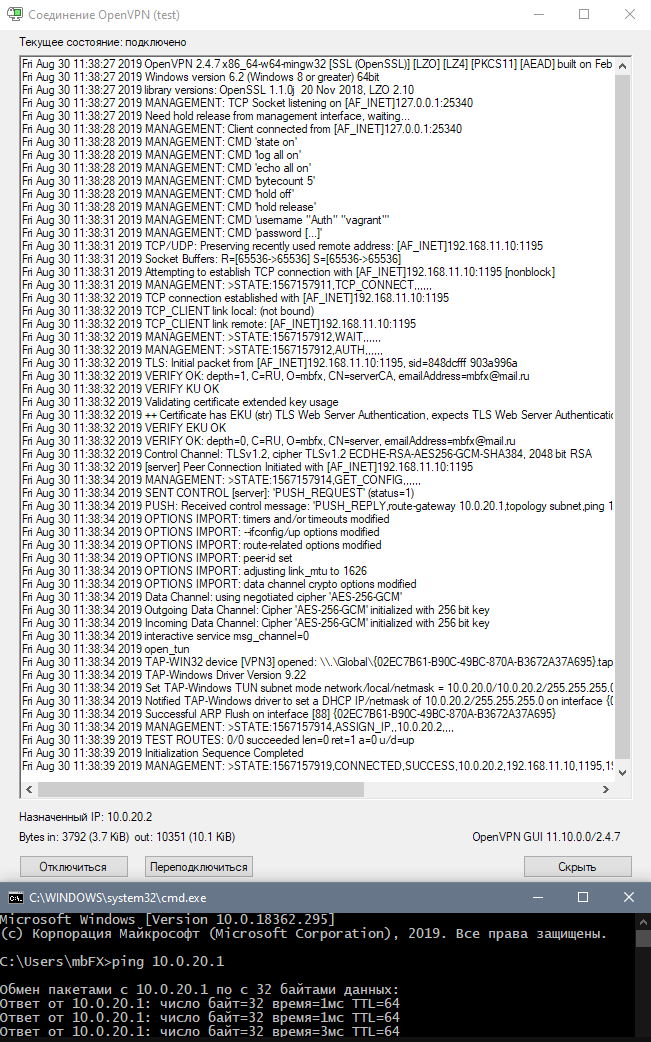 Соединение OpenVPN (test)
Текущее состояние: подключено
Fri Aug 30 11:38:27 2019 OpenVPN 2.4.7 x86_64-w64-mingw32 [SSL (OpenSSL)] [LZO] [LZ4] [PKCS11] [AEAD] built on Feb
Fri Aug 30 11:38:27 2019 Windows version 6.2 (Windows 8 or greater) 64bit
Fri Aug 30 11:38:27 2019 library versions: OpenSSL 1.1.0j  20 Nov 2018, LZO 2.10
Fri Aug 30 11:38:27 2019 MANAGEMENT: TCP Socket listening on [AF_INET]127.0.0.1:25340
Fri Aug 30 11:38:27 2019 Need hold release from management interface, waiting...
Fri Aug 30 11:38:28 2019 MANAGEMENT: Client connected from [AF_INET]127.0.0.1:25340
Fri Aug 30 11:38:28 2019 MANAGEMENT: CMD 'state on'
Fri Aug 30 11:38:28 2019 MANAGEMENT: CMD 'log all on'
Fri Aug 30 11:38:28 2019 MANAGEMENT: CMD 'echo all on'
Fri Aug 30 11:38:28 2019 MANAGEMENT: CMD 'bytecount 5'
Fri Aug 30 11:38:28 2019 MANAGEMENT: CMD 'hold off'
Fri Aug 30 11:38:28 2019 MANAGEMENT: CMD 'hold release'
Fri Aug 30 11:38:31 2019 MANAGEMENT: CMD 'username "Auth" "vagrant"'
Fri Aug 30 11:38:31 2019 MANAGEMENT: CMD 'password [...]'
Fri Aug 30 11:38:31 2019 TCP/UDP: Preserving recently used remote address: [AF_INET]192.168.11.10:1195
Fri Aug 30 11:38:31 2019 Socket Buffers: R=[65536->65536] S=[65536->65536]
Fri Aug 30 11:38:31 2019 Attempting to establish TCP connection with [AF_INET]192.168.11.10:1195 [nonblock]
Fri Aug 30 11:38:31 2019 MANAGEMENT: >STATE:1567157911,TCP_CONNECT,,,,,,
Fri Aug 30 11:38:32 2019 TCP connection established with [AF_INET]192.168.11.10:1195
Fri Aug 30 11:38:32 2019 TCP_CLIENT link local: (not bound)
Fri Aug 30 11:38:32 2019 TCP_CLIENT link remote: [AF_INET]192.168.11.10:1195
Fri Aug 30 11:38:32 2019 MANAGEMENT: >STATE:1567157912,WAIT,,,,,,
Fri Aug 30 11:38:32 2019 MANAGEMENT: >STATE:1567157912,AUTH,,,,,,
Fri Aug 30 11:38:32 2019 TLS: Initial packet from [AF_INET]192.168.11.10:1195, sid=848dcfff 903a996a
Fri Aug 30 11:38:32 2019 VERIFY OK: depth=1, C=RU, O=mbfx, CN=serverCA, emailAddress=mbfx@mail.ru
Fri Aug 30 11:38:32 2019 VERIFY KU OK
Fri Aug 30 11:38:32 2019 Validating certificate extended key usage
Fri Aug 30 11:38:32 2019 ++ Certificate has EKU (str) TLS Web Server Authentication, expects TLS Web Server Authenticatio
Fri Aug 30 11:38:32 2019 VERIFY EKU OK
Fri Aug 30 11:38:32 2019 VERIFY OK: depth=0, C=RU, O=mbfx, CN=server, emailAddress=mbfx@mail.ru
Fri Aug 30 11:38:32 2019 Control Channel: TLSv1.2, cipher TLSv1.2 ECDHE-RSA-AES256-GCM-SHA384, 2048 bit RSA
Fri Aug 30 11:38:32 2019 [server] Peer Connection Initiated with [AF_INET]192.168.11.10:1195
Fri Aug 30 11:38:34 2019 MANAGEMENT: >STATE:1567157914,GET_CONFIG,,,,,,
Fri Aug 30 11:38:34 2019 SENT CONTROL [server]: 'PUSH_REQUEST' (status=1)
Fri Aug 30 11:38:34 2019 PUSH: Received control message: 'PUSH_REPLY,route-gateway 10.0.20.1,topology subnet,ping 1
Fri Aug 30 11:38:34 2019 OPTIONS IMPORT: timers and/or timeouts modified
Fri Aug 30 11:38:34 2019 OPTIONS IMPORT: --ifconfig/up options modified
Fri Aug 30 11:38:34 2019 OPTIONS IMPORT: route-related options modified
Fri Aug 30 11:38:34 2019 OPTIONS IMPORT: peer-id set
Fri Aug 30 11:38:34 2019 OPTIONS IMPORT: adjusting link_mtu to 1626
Fri Aug 30 11:38:34 2019 OPTIONS IMPORT: data channel crypto options modified
Fri Aug 30 11:38:34 2019 Data Channel: using negotiated cipher 'AES-256-GCM'
Fri Aug 30 11:38:34 2019 Outgoing Data Channel: Cipher 'AES-256-GCM' initialized with 256 bit key
Fri Aug 30 11:38:34 2019 Incoming Data Channel: Cipher 'AES-256-GCM' initialized with 256 bit key
Fri Aug 30 11:38:34 2019 interactive service msg_channel=0
Fri Aug 30 11:38:34 2019 open_tun
Fri Aug 30 11:38:34 2019 TAP-WIN32 device [VPN3] opened: \\.\Global\{02EC7B61-B90C-49BC-870A-B3672A37A695}.tap
Fri Aug 30 11:38:34 2019 TAP-Windows Driver Version 9.22
Fri Aug 30 11:38:34 2019 Set TAP-Windows TUN subnet mode network/local/netmask = 10.0.20.0/10.0.20.2/255.255.255.0
Fri Aug 30 11:38:34 2019 Notified TAP-Windows driver to set a DHCP IP/netmask of 10.0.20.2/255.255.255.0 on interface {0
Fri Aug 30 11:38:34 2019 Successful ARP Flush on interface [88] {02EC7B61-B90C-49BC-870A-B3672A37A695}
Fri Aug 30 11:38:34 2019 MANAGEMENT: >STATE:1567157914,ASSIGN_IP,,10.0.20.2,,,,
Fri Aug 30 11:38:39 2019 TEST ROUTES: 0/0 succeeded len=0 ret=1 a=0 u/d=up
Fri Aug 30 11:38:39 2019 Initialization Sequence Completed
Fri Aug 30 11:38:39 2019 MANAGEMENT: >STATE:1567157919,CONNECTED,SUCCESS,10.0.20.2,192.168.11.10,1195,19
Назначенный IP: 10.0.20.2
Bytes in: 3792 (3.7 KiB)  out: 10351 (10.1 KiB)
OpenVPN GUI 11.10.0.0/2.4.7
Отключиться
Переподключиться
Скрыть
C:\WINDOWS\system32\cmd.exe
Microsoft Windows [Version 10.0.18362.295]
(c) Корпорация Майкрософт (Microsoft Corporation), 2019. Все права защищены.
C:\Users\mbFX>ping 10.0.20.1
Обмен пакетами с 10.0.20.1 по с 32 байтами данных:
Ответ от 10.0.20.1: число байт=32 время=1мс TTL=64
Ответ от 10.0.20.1: число байт=32 время=1мс TTL=64
Ответ от 10.0.20.1: число байт=32 время=3мс TTL=64